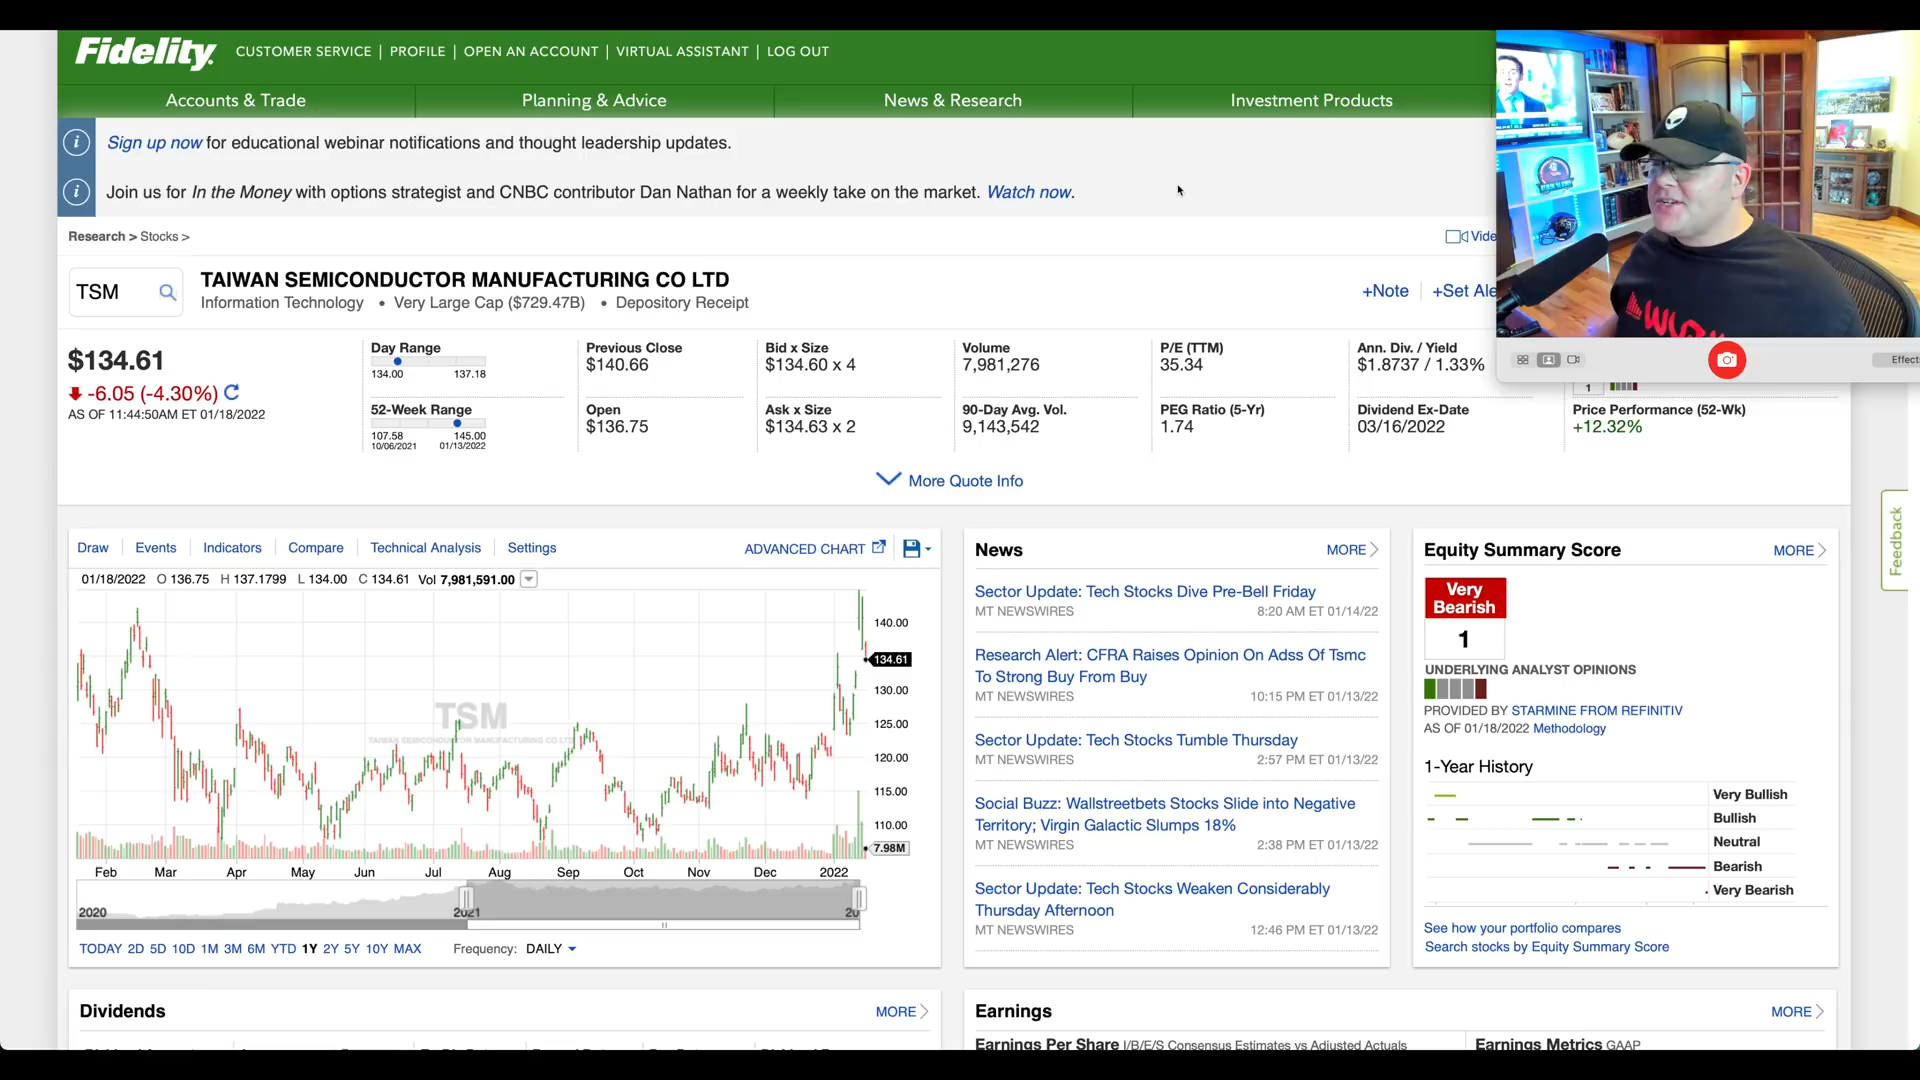 Fidelity
CUSTOMER SERVICE | PROFILE | OPEN AN ACCOUNT | VIRTUAL ASSISTANT | LOG OUT
Accounts & Trade
Planning & Advice
News & Research
Investment Products
Sign up now for educational webinar notifications and thought leadership updates.
Join us for In the Money with options strategist and CNBC contributor Dan Nathan for a weekly take on the market. Watch now.
Research > Stocks >
Vide
TSM
TAIWAN SEMICONDUCTOR MANUFACTURING CO LTD
Information Technology • Very Large Cap ($729.47B) • Depository Receipt
+Note
+Set Ale
$134.61
-6.05 (-4.30%)
AS OF 11:44:50AM ET 01/18/2022
Day Range
134.00 137.18
52-Week Range
107.58 145.00
10/06/2021 01/13/2022
Previous Close
$140.66
Open
$136.75
Bid x Size
$134.60 x 4
Ask x Size
$134.63 x 2
Volume
7,981,276
90-Day Avg. Vol.
9,143,542
P/E (TTM)
35.34
PEG Ratio (5-Yr)
1.74
Ann. Div. / Yield
$1.8737 / 1.33%
Dividend Ex-Date
03/16/2022
Effects
1
Price Performance (52-Wk)
+12.32%
More Quote Info
Feedback
Draw
Events
Indicators
Compare
Technical Analysis
Settings
ADVANCED CHART
01/18/2022 O 136.75 H 137.1799 L 134.00 C 134.61 Vol 7,981,591.00
140.00
134.61
130.00
125.00
120.00
115.00
110.00
7.98M
TSM
TAIWAN SEMICONDUCTOR MANUFACTURING CO LTD
Feb Mar Apr May Jun Jul Aug Sep Oct Nov Dec 2022
2020 2021 20
TODAY 2D 5D 10D 1M 3M 6M YTD 1Y 2Y 5Y 10Y MAX
Frequency: DAILY
News
MORE
Sector Update: Tech Stocks Dive Pre-Bell Friday
MT NEWSWIRES 8:20 AM ET 01/14/22
Research Alert: CFRA Raises Opinion On Adss Of Tsmc
To Strong Buy From Buy
MT NEWSWIRES 10:15 PM ET 01/13/22
Sector Update: Tech Stocks Tumble Thursday
MT NEWSWIRES 2:57 PM ET 01/13/22
Social Buzz: Wallstreetbets Stocks Slide into Negative
Territory; Virgin Galactic Slumps 18%
MT NEWSWIRES 2:38 PM ET 01/13/22
Sector Update: Tech Stocks Weaken Considerably
Thursday Afternoon
MT NEWSWIRES 12:46 PM ET 01/13/22
Equity Summary Score
MORE
Very
Bearish
1
UNDERLYING ANALYST OPINIONS
PROVIDED BY STARMINE FROM REFINITIV
AS OF 01/18/2022 Methodology
1-Year History
Very Bullish
Bullish
Neutral
Bearish
Very Bearish
See how your portfolio compares
Search stocks by Equity Summary Score
Dividends
MORE
Earnings
MORE
Earnings Per Share I/B/E/S Consensus Estimates vs Adjusted Actuals
Earnings Metrics GAAP